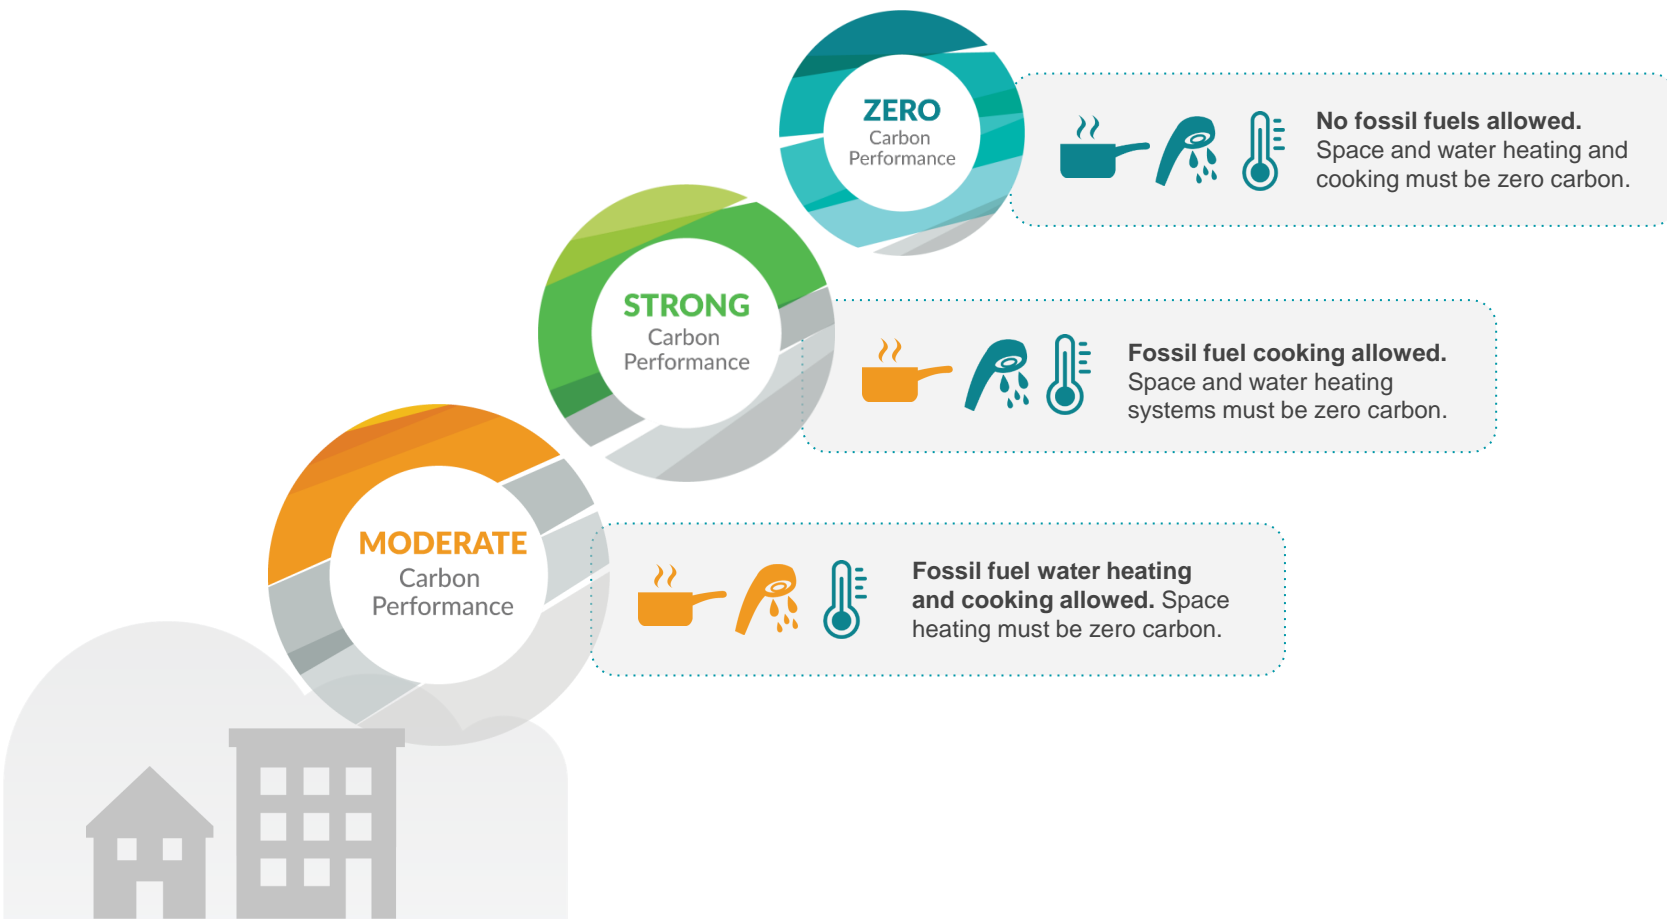 ZERO
Carbon
Performance
No fossil fuels allowed.
Space and water heating and
cooking must be zero carbon.
STRONG
Carbon
Performance
Fossil fuel cooking allowed.
Space and water heating
systems must be zero carbon.
MODERATE
Carbon
Performance
Fossil fuel water heating
and cooking allowed. Space
heating must be zero carbon.